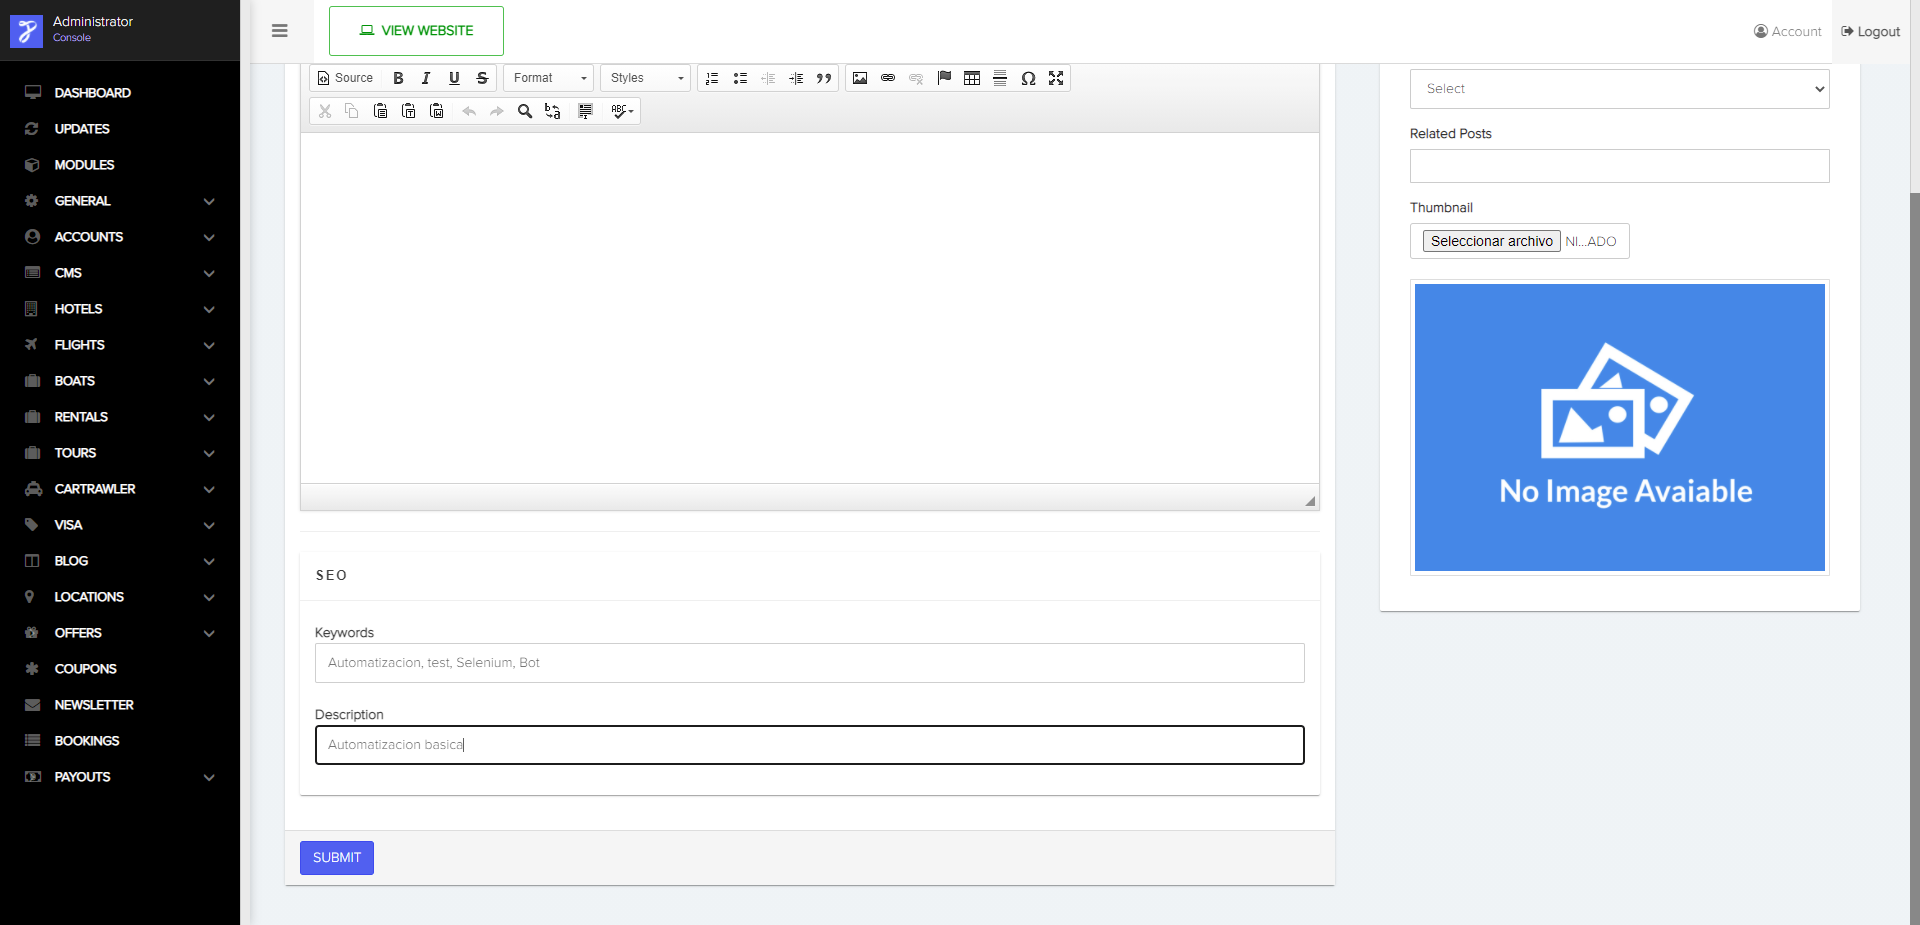 Administrator
Console
DASHBOARD
UPDATES
MODULES
GENERAL
ACCOUNTS
CMS
HOTELS
FLIGHTS
BOATS
RENTALS
TOURS
CARTRAWLER
VISA
BLOG
LOCATIONS
OFFERS
COUPONS
NEWSLETTER
BOOKINGS
PAYOUTS
VIEW WEBSITE
Account
Logout
Source B I U S Format Styles
ABC
SEO
Keywords
Automatizacion, test, Selenium, Bot
Description
Automatizacion basica
SUBMIT
Select
Related Posts
Thumbnail
Seleccionar archivo NI...ADO
No Image Avaiable